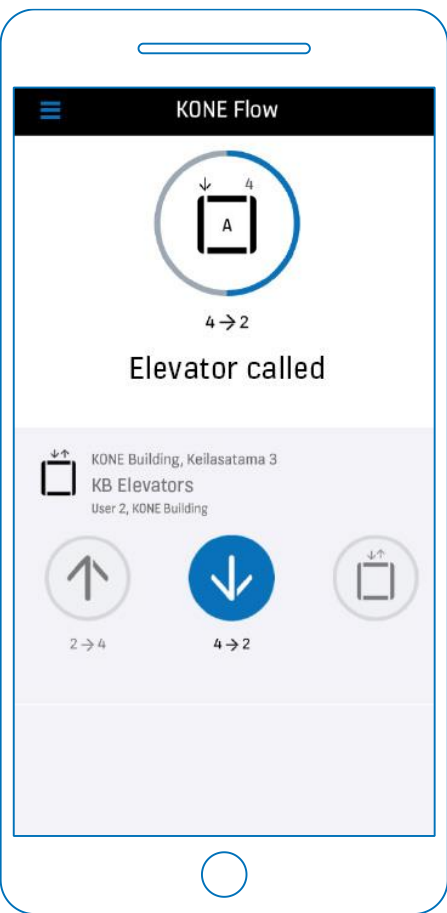 KONE Flow
↓ 4
A
4→2
Elevator called
KONE Building, Keilasatama 3
KB Elevators
User 2, KONE Building
2→4
4→2